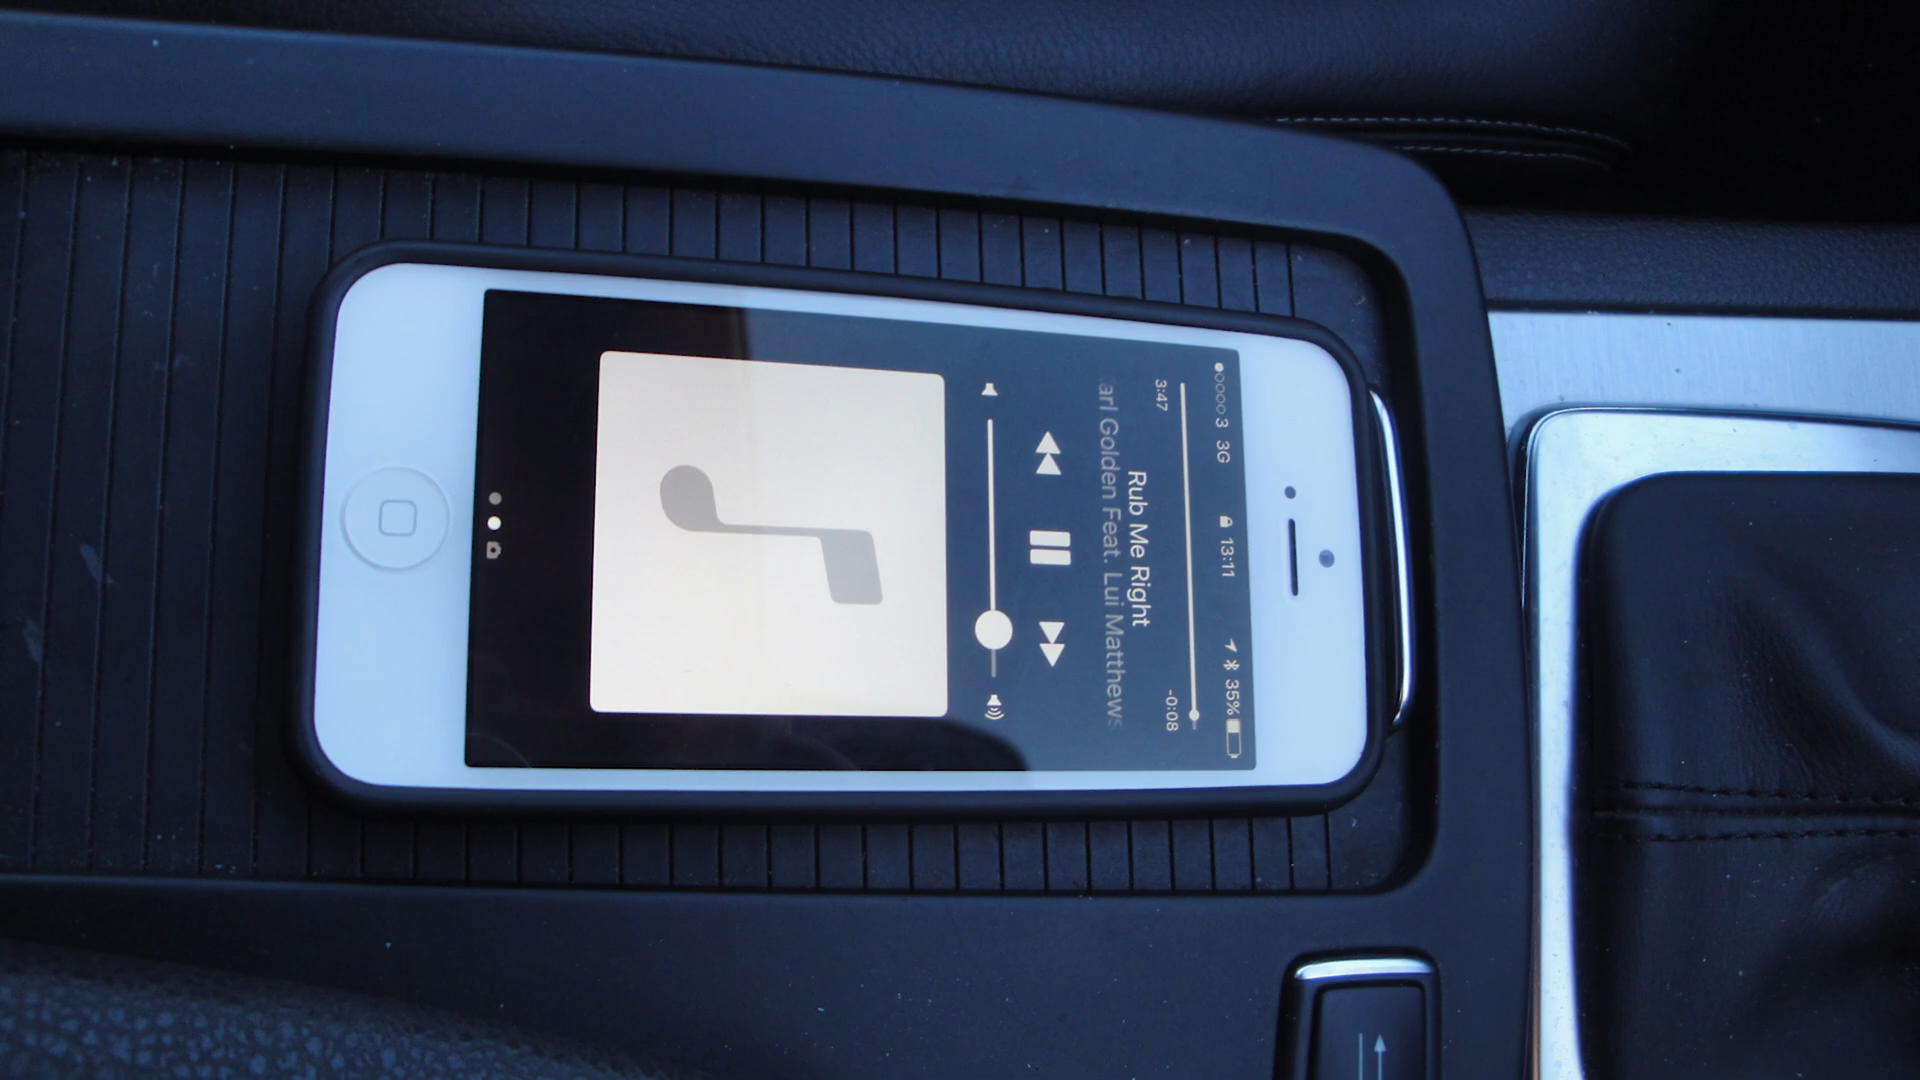 3 3G 13:11 35%
3:47 -0:08
Rub Me Right
arl Golden Feat. Lui Matthews